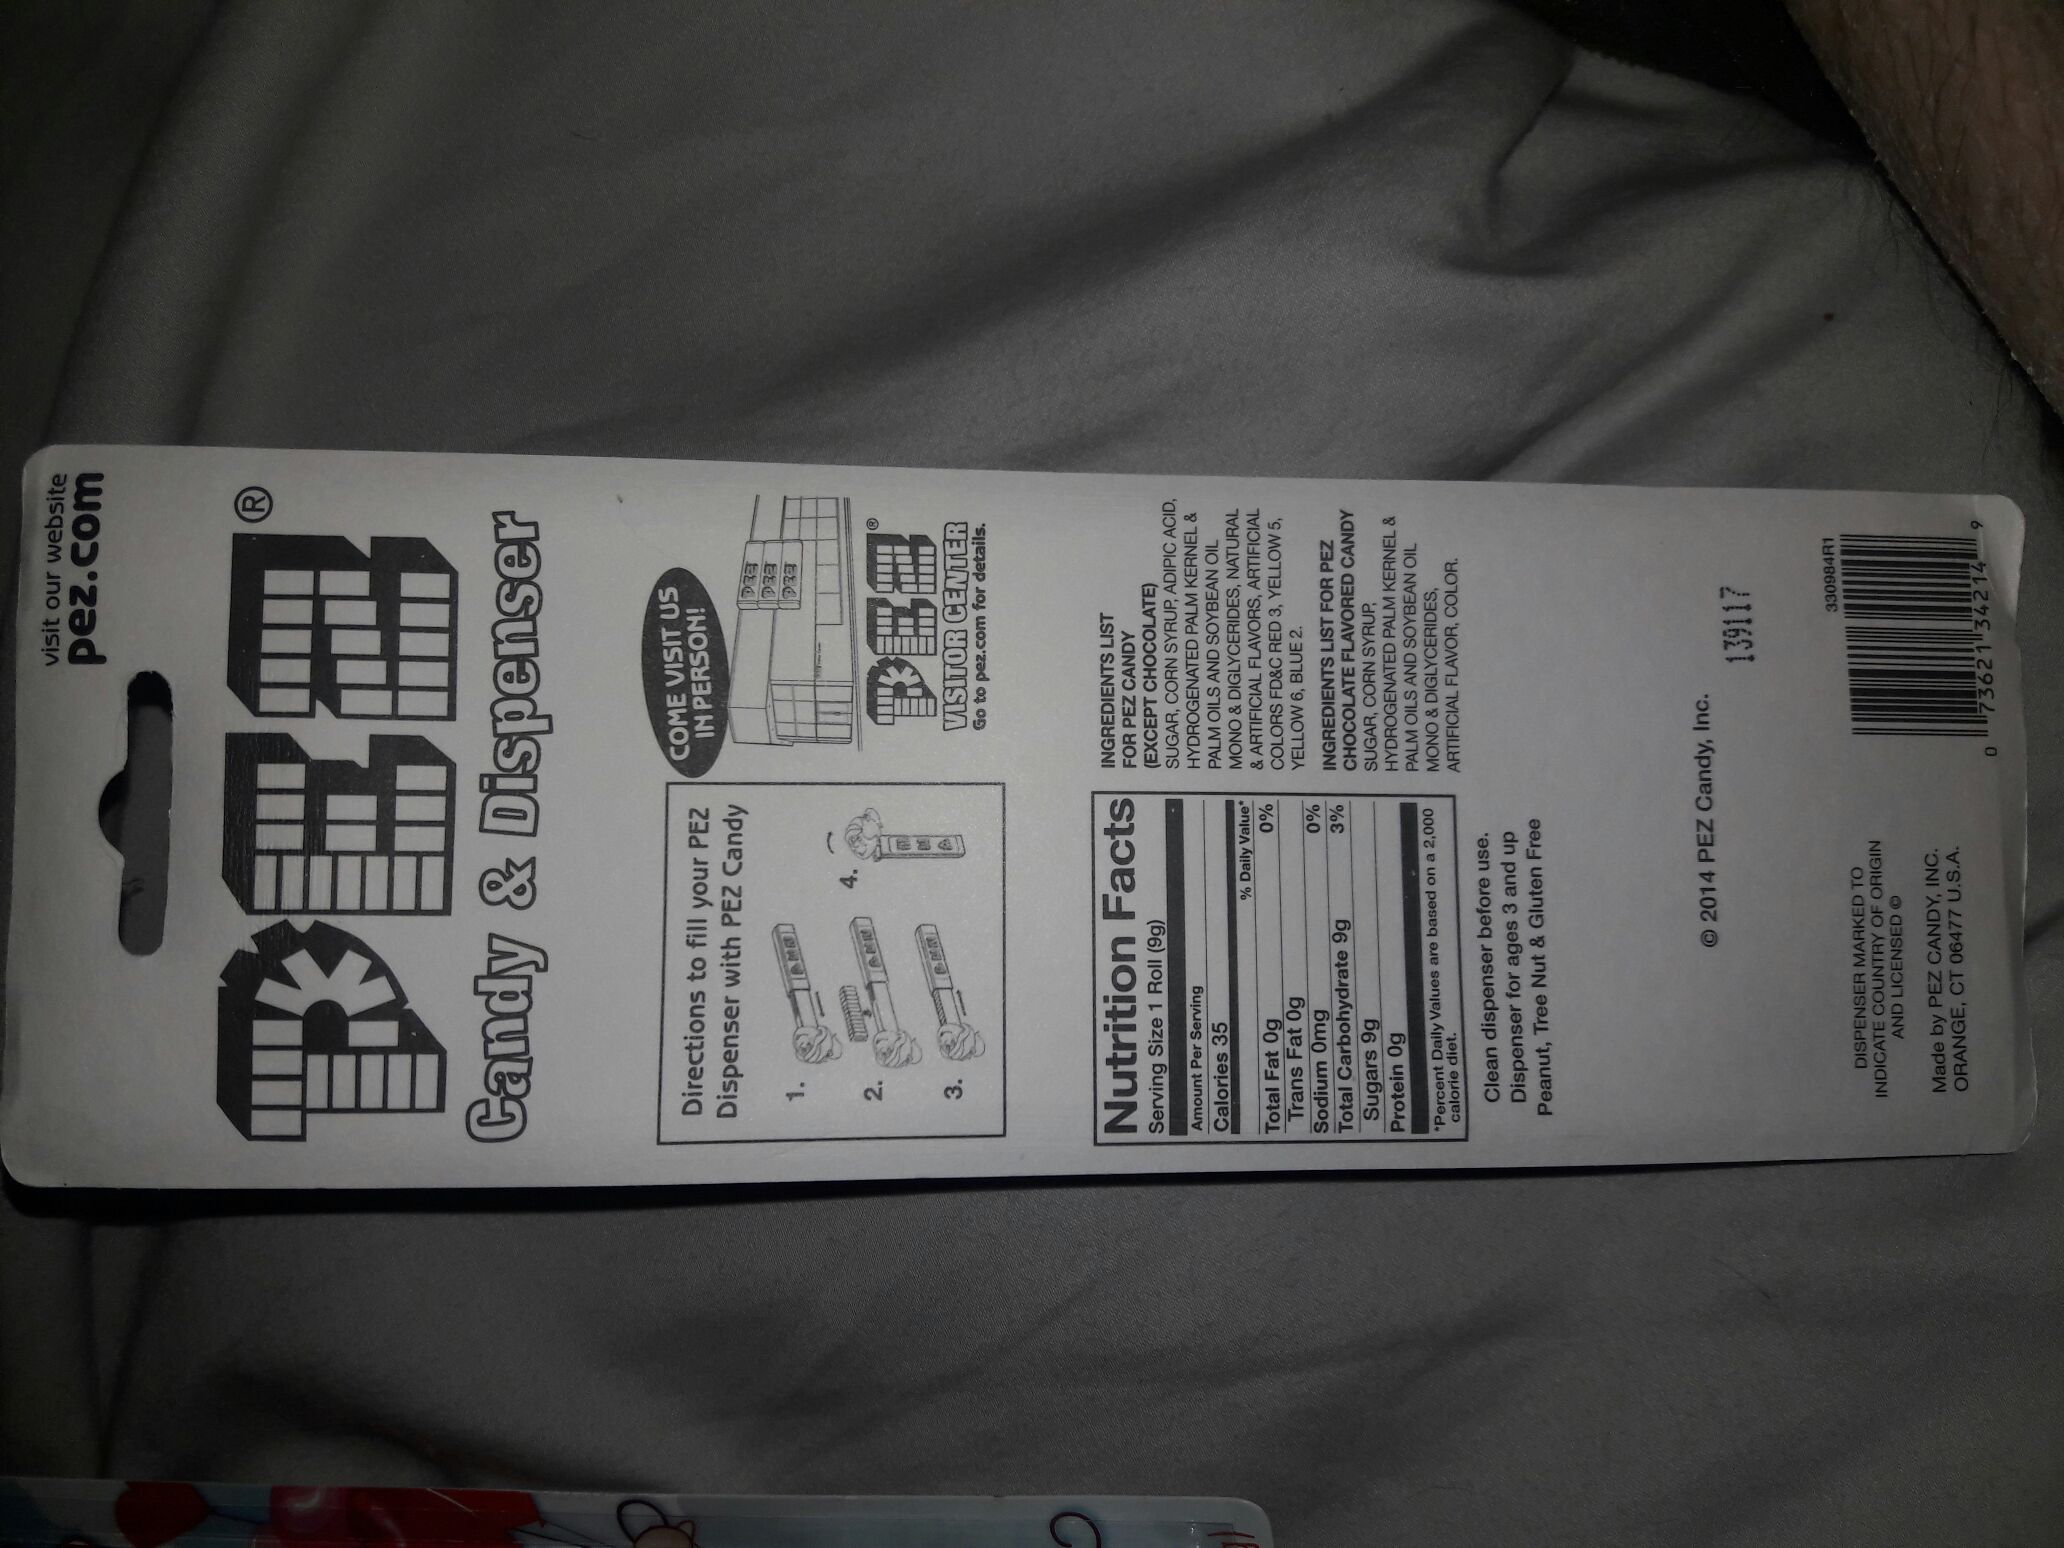 visit our website
pez.com
PEZ®
Candy & Dispenser
Directions to fill your PEZ
Dispenser with PEZ Candy
1.
2.
3.
4.
COME VISIT US
IN PERSON!
PEZ
PEZ
PEZ
PEZ®
VISITOR CENTER
Go to pez.com for details.
Nutrition Facts
Serving Size 1 Roll (9g)
Amount Per Serving
Calories 35
% Daily Value*
Total Fat 0g 0%
Trans Fat 0g
Sodium 0mg 0%
Total Carbohydrate 9g 3%
Sugars 9g
Protein 0g
*Percent Daily Values are based on a 2,000
calorie diet.
INGREDIENTS LIST
FOR PEZ CANDY
(EXCEPT CHOCOLATE)
SUGAR, CORN SYRUP, ADIPIC ACID,
HYDROGENATED PALM KERNEL &
PALM OILS AND SOYBEAN OIL
MONO & DIGLYCERIDES, NATURAL
& ARTIFICIAL FLAVORS, ARTIFICIAL
COLORS FD&C RED 3, YELLOW 5,
YELLOW 6, BLUE 2.
INGREDIENTS LIST FOR PEZ
CHOCOLATE FLAVORED CANDY
SUGAR, CORN SYRUP,
HYDROGENATED PALM KERNEL &
PALM OILS AND SOYBEAN OIL
MONO & DIGLYCERIDES,
ARTIFICIAL FLAVOR, COLOR.
Clean dispenser before use.
Dispenser for ages 3 and up
Peanut, Tree Nut & Gluten Free
© 2014 PEZ Candy, Inc.
139117
DISPENSER MARKED TO
INDICATE COUNTRY OF ORIGIN
AND LICENSED ©
Made by PEZ CANDY, INC.
ORANGE, CT 06477 U.S.A.
330984R1
0 73621 34214 9